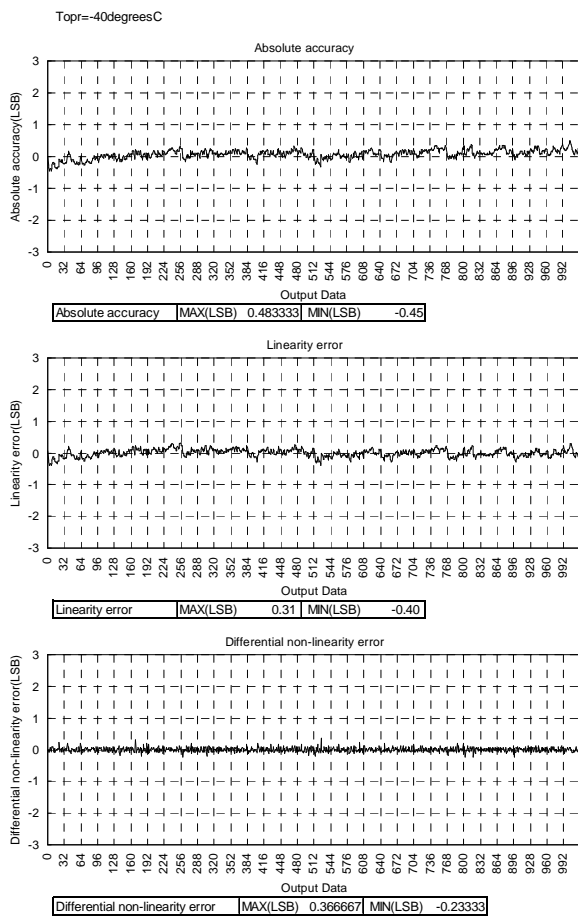 Topr=-40degreesC
Absolute accuracy
Absolute accuracy(LSB)
3
2
1
0
-1
-2
-3
0 32 64 96 128 160 192 224 256 288 320 352 384 416 448 480 512 544 576 608 640 672 704 736 768 800 832 864 896 928 960 992
Output Data
Absolute accuracy MAX(LSB) 0.483333 MIN(LSB) -0.45
Linearity error
Linearity error(LSB)
3
2
1
0
-1
-2
-3
0 32 64 96 128 160 192 224 256 288 320 352 384 416 448 480 512 544 576 608 640 672 704 736 768 800 832 864 896 928 960 992
Output Data
Linearity error MAX(LSB) 0.31 MIN(LSB) -0.40
Differential non-linearity error
Differential non-linearity error(LSB)
3
2
1
0
-1
-2
-3
0 32 64 96 128 160 192 224 256 288 320 352 384 416 448 480 512 544 576 608 640 672 704 736 768 800 832 864 896 928 960 992
Output Data
Differential non-linearity error MAX(LSB) 0.366667 MIN(LSB) -0.23333